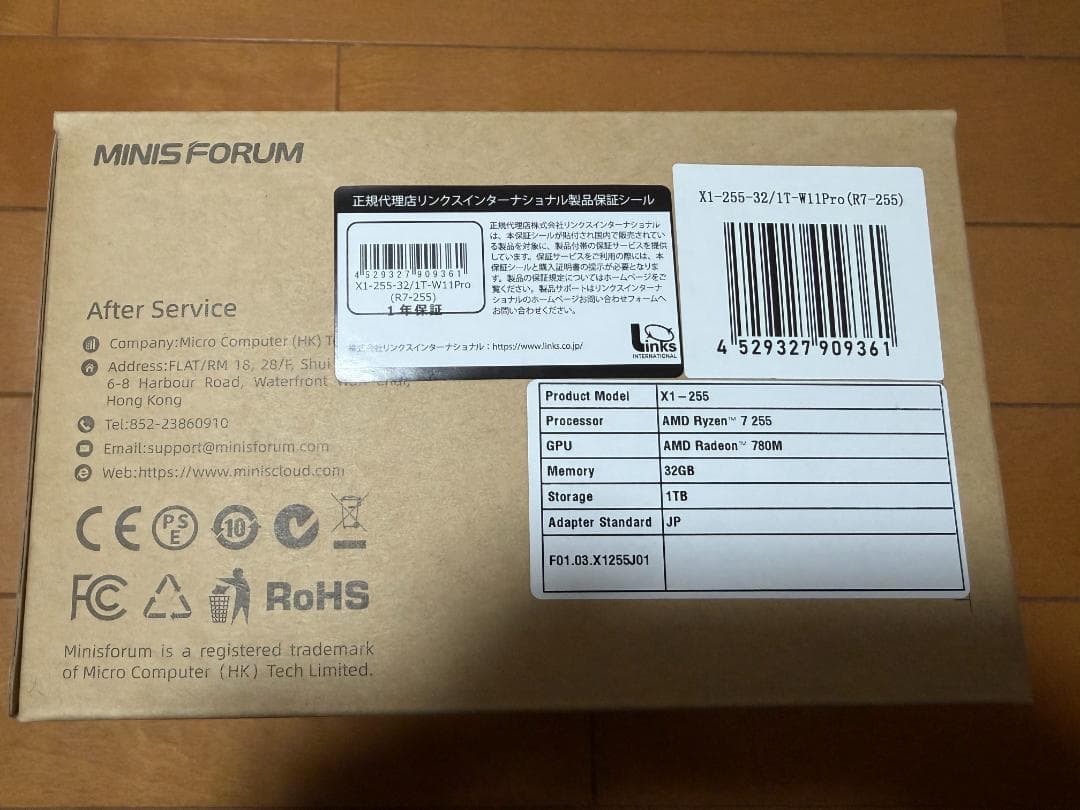 MINISFORUM
正規代理店リンクスインターナショナル製品保証シール
4 529327 909361
X1-255-32/1T-W11Pro
(R7-255)
1年保証
正規代理店株式会社リンクスインターナショナル
は、本保証シールが貼付され国内で販売されてい
る製品を対象に、製品付帯の保証サービスを提供
しています。保証サービスをご利用の際には、本
保証シールと購入証明書の提示が必要となりま
す。製品の保証規定についてはホームページをご
覧ください。製品サポートはリンクスインターナ
ショナルのホームページお問い合わせフォームへ
お問い合わせください。
株式会社リンクスインターナショナル:https://www.links.co.jp/
Links
INTERNATIONAL
X1-255-32/1T-W11Pro(R7-255)
4 529327 909361
Product Model X1-255
Processor AMD Ryzen™ 7 255
GPU AMD Radeon™ 780M
Memory 32GB
Storage 1TB
Adapter Standard JP
F01.03.X1255J01
After Service
Company:Micro Computer (HK)
Address:FLAT/RM 18, 28/F, Shui
6-8 Harbour Road, Waterfront
Hong Kong
Tel:852-23860910
Email:support@minisforum.com
Web:https://www.miniscloud.com
CE
PS
E
10
FC
RoHS
Minisforum is a registered trademark
of Micro Computer (HK) Tech Limited.